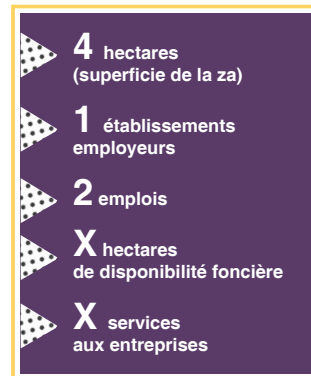 4 hectares
(superficie de la za)
1 établissements
employeurs
2 emplois
X hectares
de disponibilité foncière
X services
aux entreprises